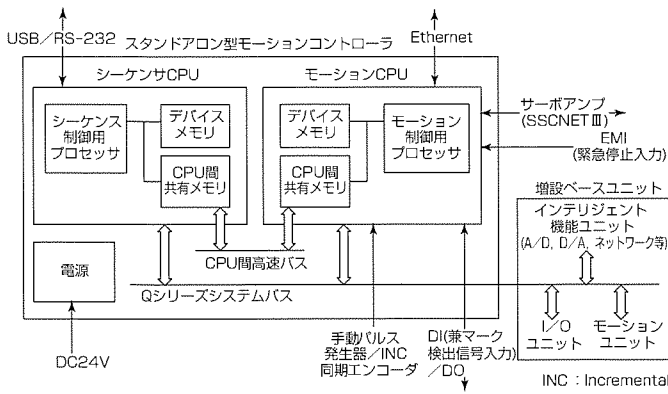 USB／RS-232
スタンドアロン型モーションコントローラ
Ethernet
シーケンサCPU
モーションCPU
シーケンス
制御用
プロセッサ
デバイス
メモリ
CPU間
共有メモリ
デバイス
メモリ
CPU間
共有メモリ
モーション
制御用
プロセッサ
サーボアンプ
(SSCNETⅢ)
EMI
(緊急停止入力)
増設ベースユニット
インテリジェント
機能ユニット
(A/D, D/A, ネットワーク等)
CPU間高速バス
電源
Qシリーズシステムバス
I/O
ユニット
モーション
ユニット
DC24V
手動パルス
発生器／INC
同期エンコーダ
DI(兼マーク
検出信号入力)
／DO
INC：Incremental